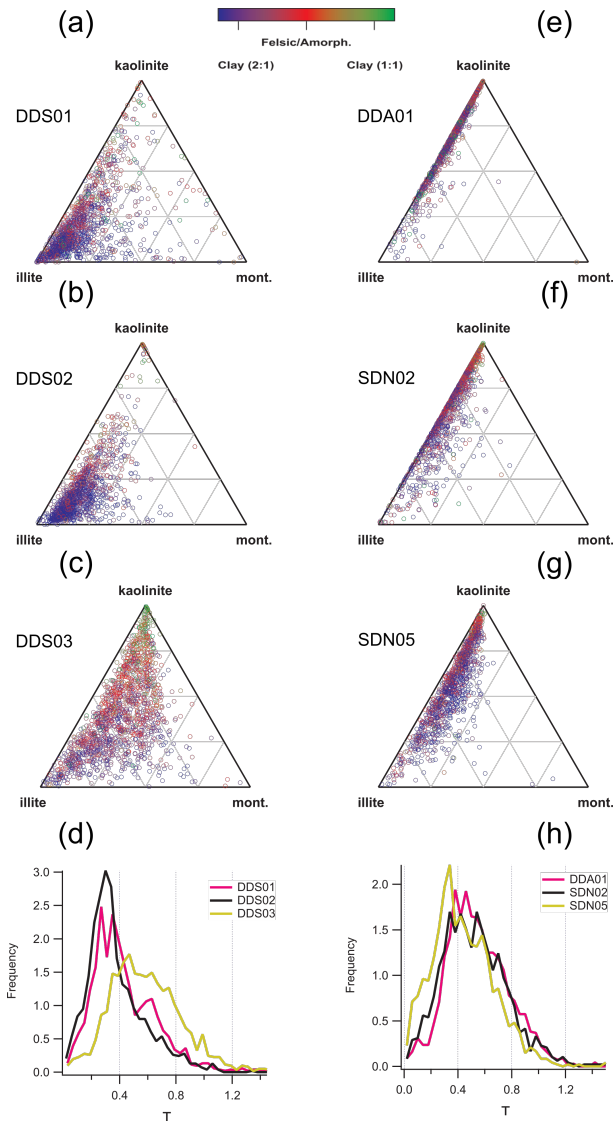 (a)
(e)
Felsic/Amorph.
Clay (2:1)
Clay (1:1)
kaolinite
DDS01
illite
mont.
kaolinite
DDA01
illite
mont.
(b)
(f)
kaolinite
DDS02
illite
mont.
kaolinite
SDN02
illite
mont.
(c)
(g)
kaolinite
DDS03
illite
mont.
kaolinite
SDN05
illite
mont.
(d)
(h)
3.0
2.5
2.0
1.5
1.0
0.5
0.0
Frequency
DDS01
DDS02
DDS03
0.4
0.8
1.2
T
2.0
1.5
1.0
0.5
0.0
Frequency
DDA01
SDN02
SDN05
0.0
0.4
0.8
1.2
T